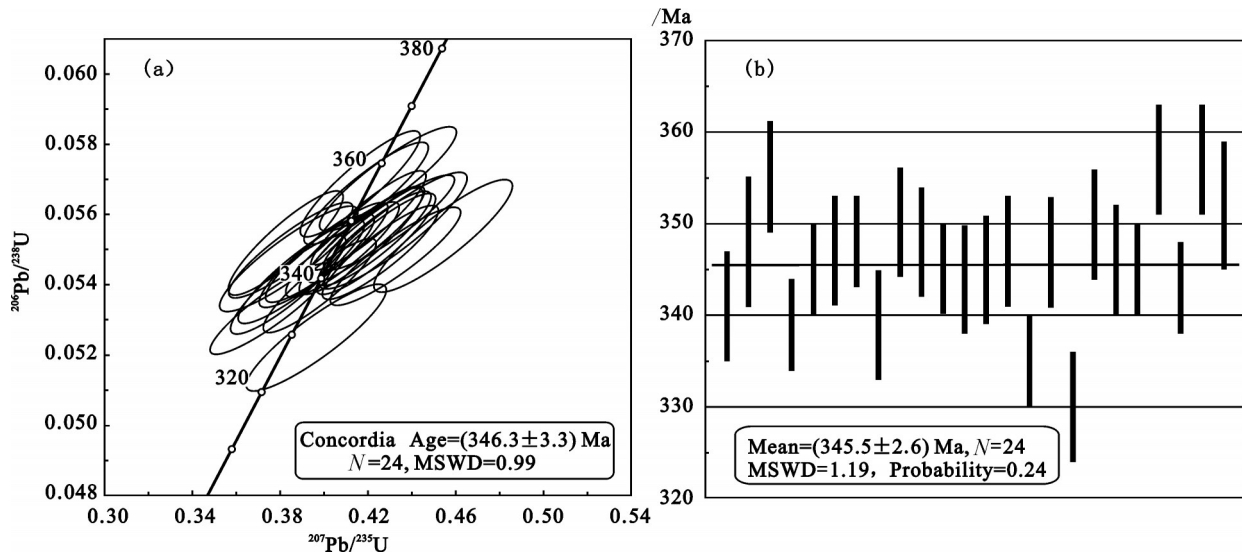 (a)
0.060
0.058
0.056
0.054
0.052
0.050
0.048
²⁰⁶Pb/²³⁸U
380
360
340
320
Concordia Age=(346.3±3.3) Ma
N=24, MSWD=0.99
0.30 0.34 0.38 0.42 0.46 0.50 0.54
²⁰⁷Pb/²³⁵U
/Ma
(b)
370
360
350
340
330
320
Mean=(345.5±2.6) Ma, N=24
MSWD=1.19, Probability=0.24